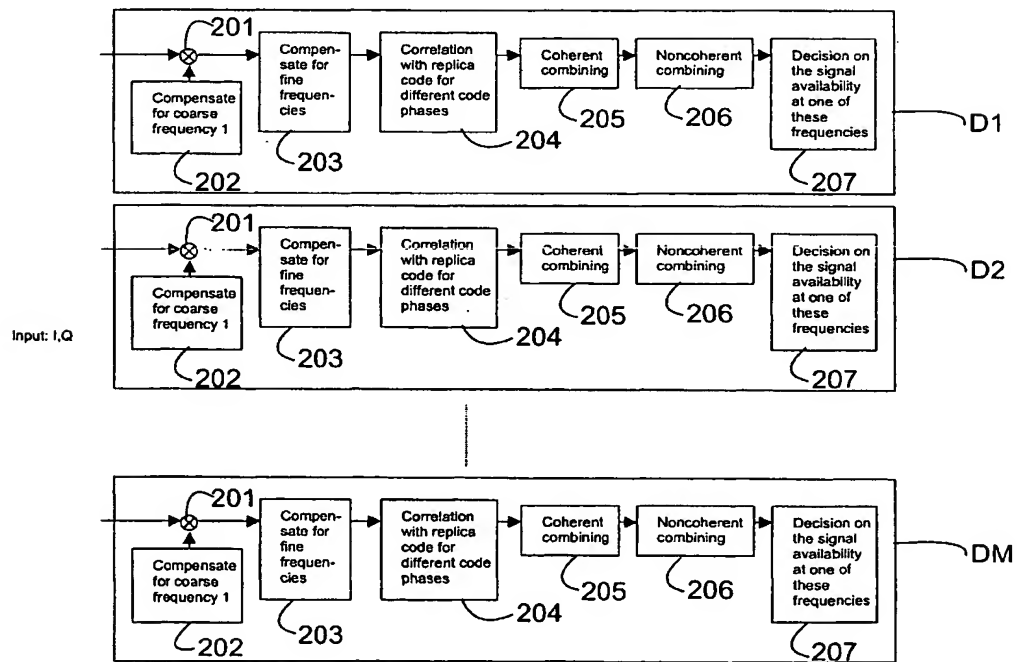 201
Compensate
for coarse
frequency 1
202
Compen-
sate for
fine
frequencies
203
Correlation
with replica
code for
different code
phases
204
Coherent
combining
205
Noncoherent
combining
206
Decision on
the signal
availability
at one of
these
frequencies
207
D1
Input: I,Q
201
Compensate
for coarse
frequency 1
202
Compen-
sate for
fine
frequencies
203
Correlation
with replica
code for
different code
phases
204
Coherent
combining
205
Noncoherent
combining
206
Decision on
the signal
availability
at one of
these
frequencies
207
D2
201
Compensate
for coarse
frequency 1
202
Compen-
sate for
fine
frequen-
cies
203
Correlation
with replica
code for
different code
phases
204
Coherent
combining
205
Noncoherent
combining
206
Decision on
the signal
availability
at one of
these
frequencies
207
DM